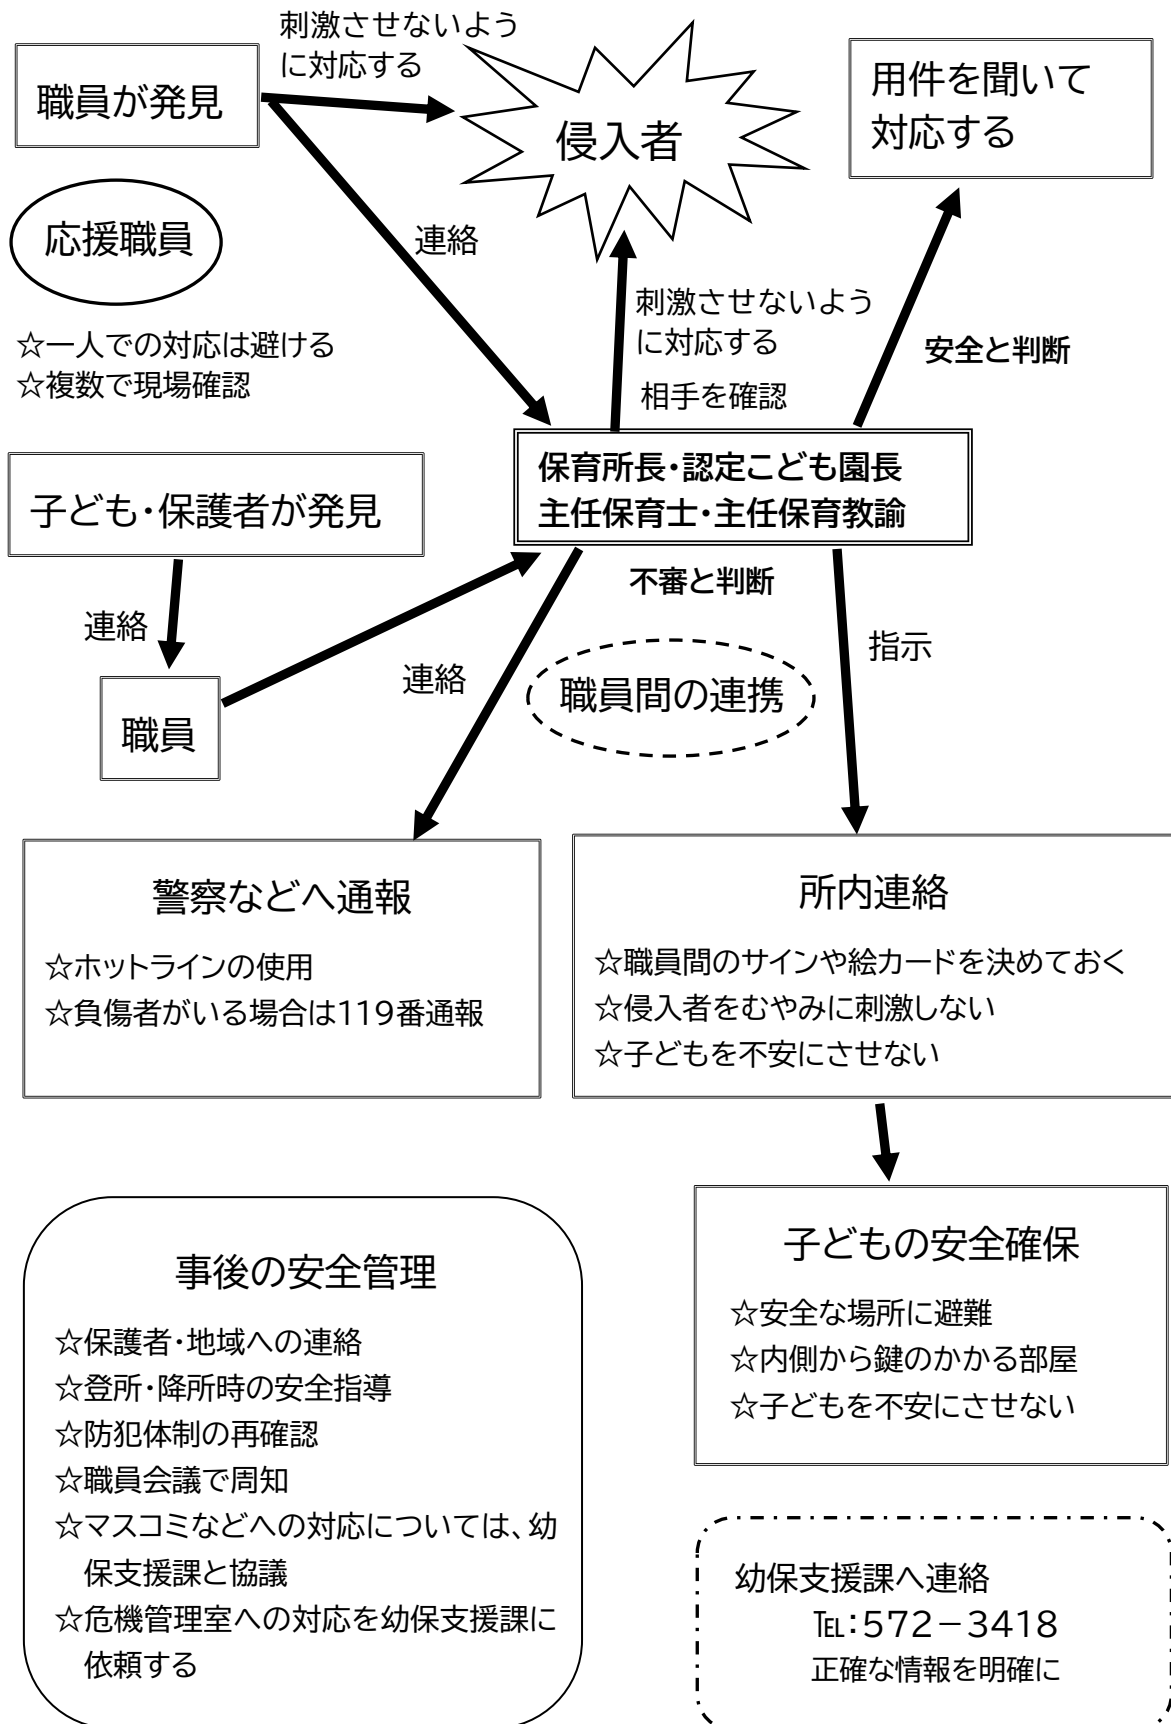 刺激させないよう
に対応する
職員が発見
侵入者
用件を聞いて
対応する
応援職員
連絡
☆一人での対応は避ける
☆複数で現場確認
刺激させないよう
に対応する
相手を確認
安全と判断
保育所長・認定こども園長
主任保育士・主任保育教諭
子ども・保護者が発見
連絡
職員
連絡
不審と判断
職員間の連携
指示
警察などへ通報
☆ホットラインの使用
☆負傷者がいる場合は119番通報
所内連絡
☆職員間のサインや絵カードを決めておく
☆侵入者をむやみに刺激しない
☆子どもを不安にさせない
子どもの安全確保
☆安全な場所に避難
☆内側から鍵のかかる部屋
☆子どもを不安にさせない
事後の安全管理
☆保護者・地域への連絡
☆登所・降所時の安全指導
☆防犯体制の再確認
☆職員会議で周知
☆マスコミなどへの対応については、幼
保支援課と協議
☆危機管理室への対応を幼保支援課に
依頼する
幼保支援課へ連絡
℡:572－3418
正確な情報を明確に